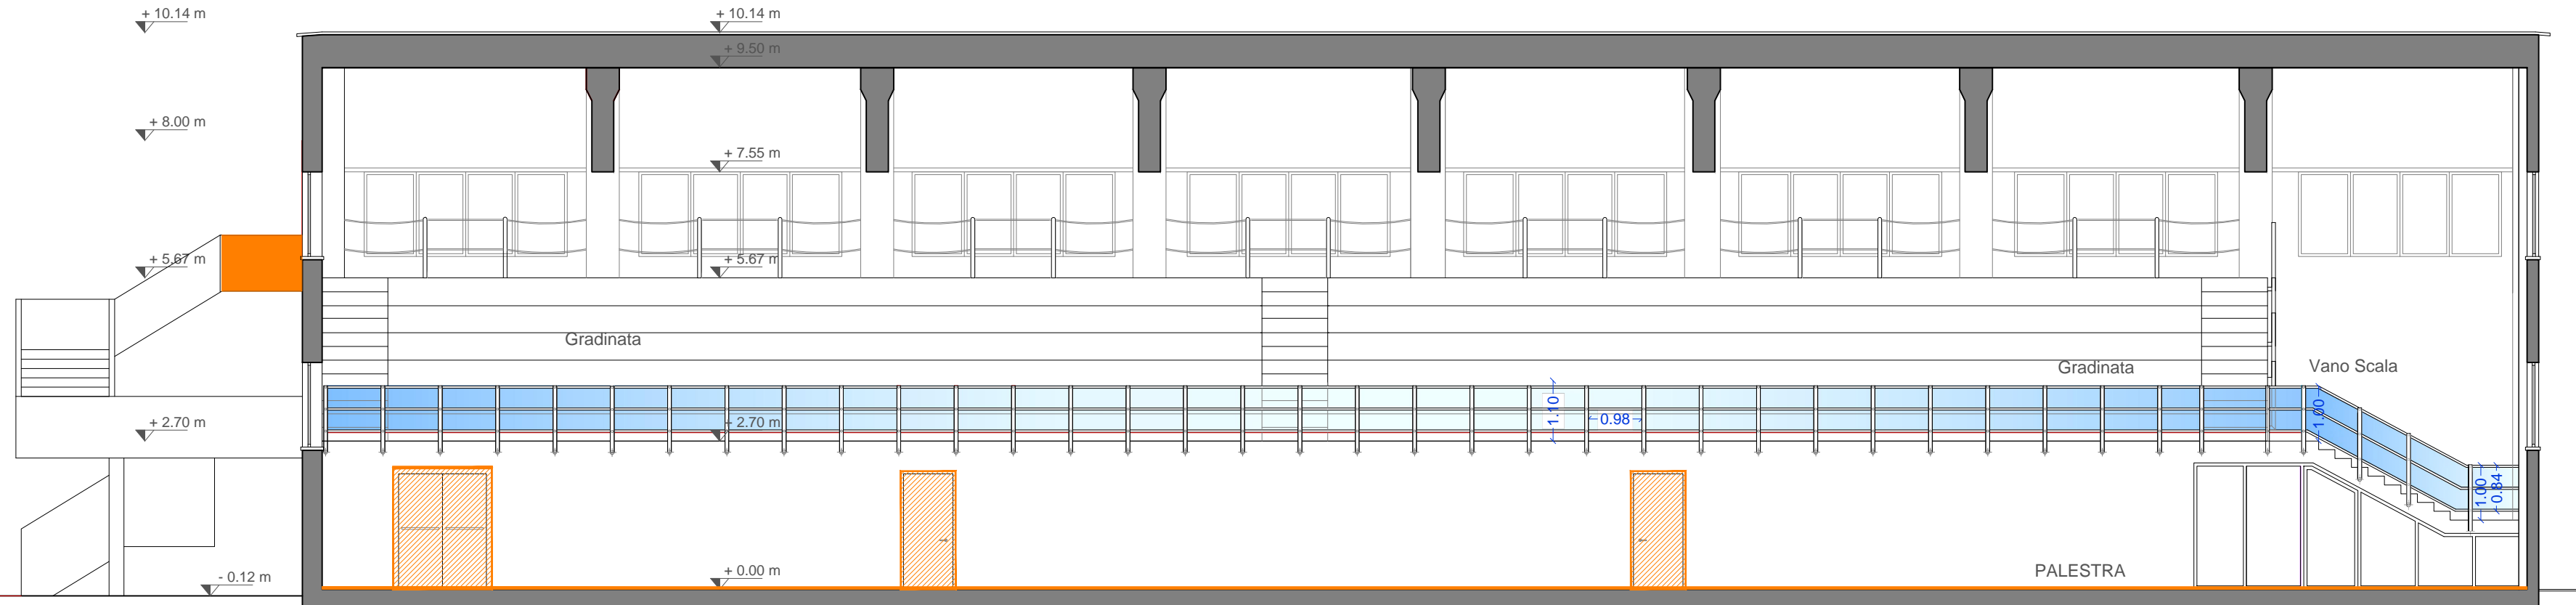 + 10.14 m
+ 10.14 m
+ 9.50 m
+ 8.00 m
+ 7.55 m
+ 5.67 m
+ 5.67 m
Gradinata
Gradinata
Vano Scala
1.10
0.98
1.00
+ 2.70 m
+ 2.70 m
1.00
0.84
- 0.12 m
+ 0.00 m
PALESTRA